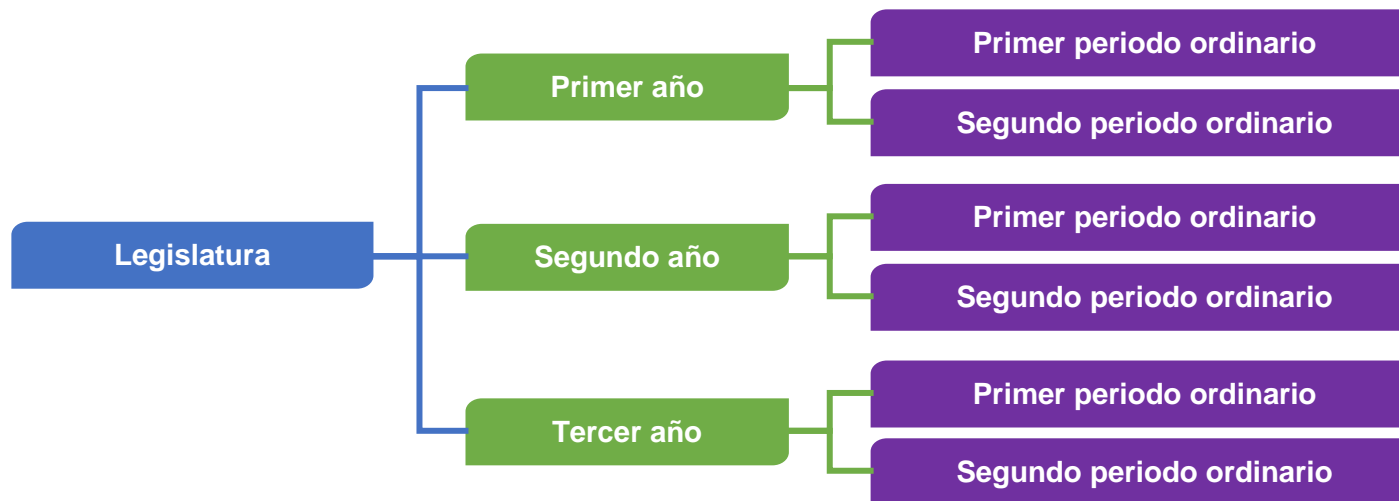 Legislatura
Primer año
Primer periodo ordinario
Segundo periodo ordinario
Segundo año
Primer periodo ordinario
Segundo periodo ordinario
Tercer año
Primer periodo ordinario
Segundo periodo ordinario